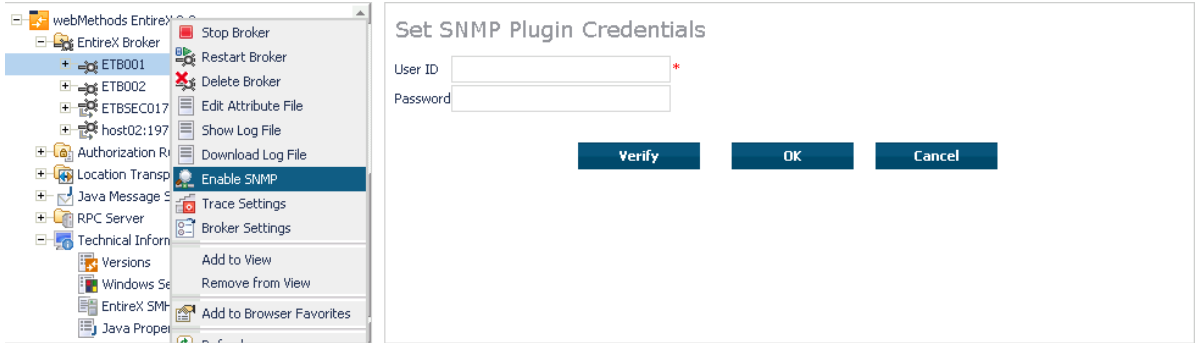 webMethods EntireX
EntireX Broker
ETB001
ETB002
ETBSEC017
host02:197
Authorization
Location Transp
Java Message
RPC Server
Technical Inform
Versions
Windows Se
EntireX SMH
Java Proper
Stop Broker
Restart Broker
Delete Broker
Edit Attribute File
Show Log File
Download Log File
Enable SNMP
Trace Settings
Broker Settings
Add to View
Remove from View
Add to Browser Favorites
Set SNMP Plugin Credentials
User ID *
Password
Verify OK Cancel